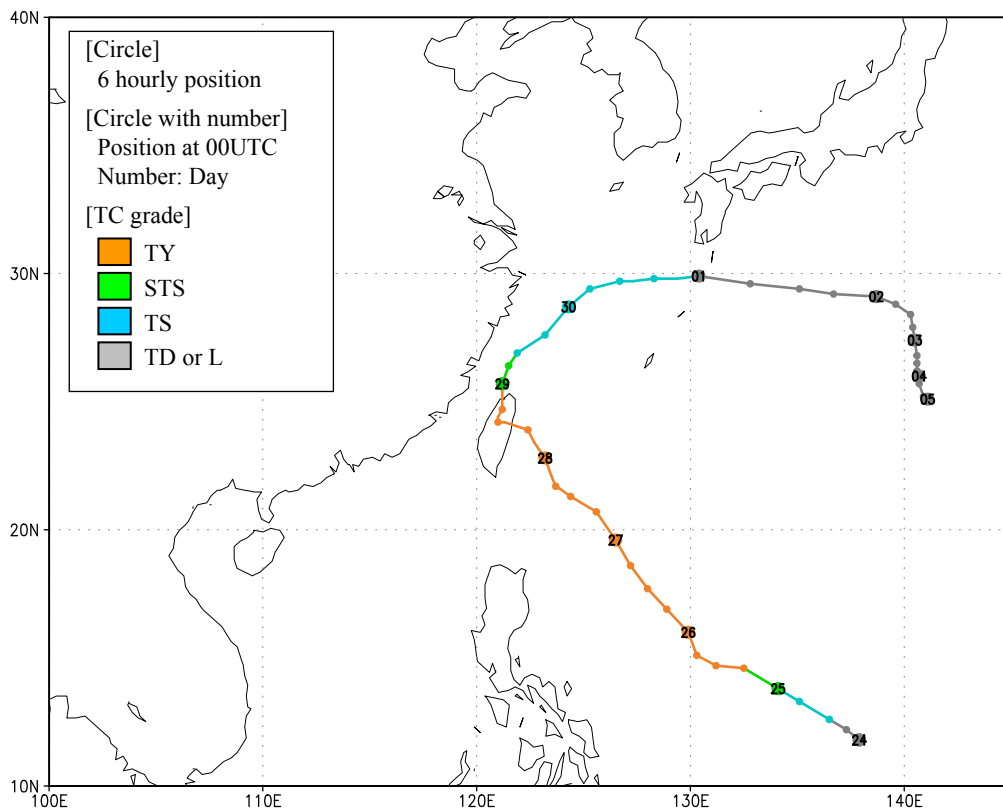 40N
[Circle]
6 hourly position
[Circle with number]
Position at 00UTC
Number: Day
[TC grade]
TY
STS
TS
TD or L
30N
01
02
30
03
04
05
29
28
20N
27
26
25
24
10N
100E 110E 120E 130E 140E